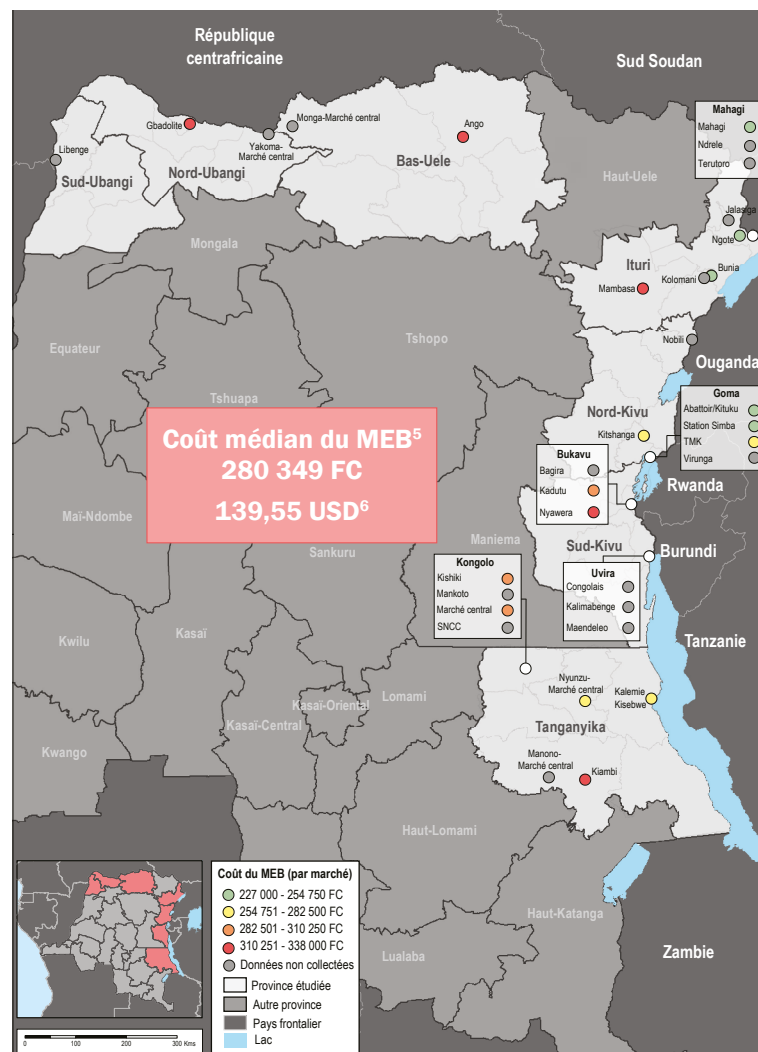 République
centrafricaine
Sud Soudan
Mahagi
Mahagi
Ndrele
Terutoro
Gbadolite
Monga-Marché central
Ango
Libenge
Yakoma-
Marché central
Bas-Uele
Nord-Ubangi
Sud-Ubangi
Haut-Uele
Jalasiga
Ngote
Mongala
Ituri
Bunia
Kolomani
Mambasa
Equateur
Tshopo
Nobili
Ouganda
Tshuapa
Nord-Kivu
Goma
Abattoir/Kituku
Station Simba
TMK
Virunga
Kitshanga
Coût médian du MEB5
280 349 FC
139,55 USD6
Bukavu
Bagira
Kadutu
Nyawera
Rwanda
Maï-Ndombe
Sankuru
Maniema
Sud-Kivu
Burundi
Kongolo
Kishiki
Mankoto
Marché central
SNCC
Uvira
Congolais
Kalimabenge
Maendeleo
Kwilu
Kasaï
Tanzanie
Kasaï-Oriental
Lomami
Kasaï-Central
Nyunzu-
Marché central
Kalemie
Kisebwe
Tanganyika
Kwango
Manono-
Marché central
Kiambi
Haut-Lomami
Haut-Katanga
Lualaba
Zambie
Coût du MEB (par marché)
227 000 - 254 750 FC
254 751 - 282 500 FC
282 501 - 310 250 FC
310 251 - 338 000 FC
Données non collectées
Province étudiée
Autre province
Pays frontalier
Lac
0 100 200 300 Kms